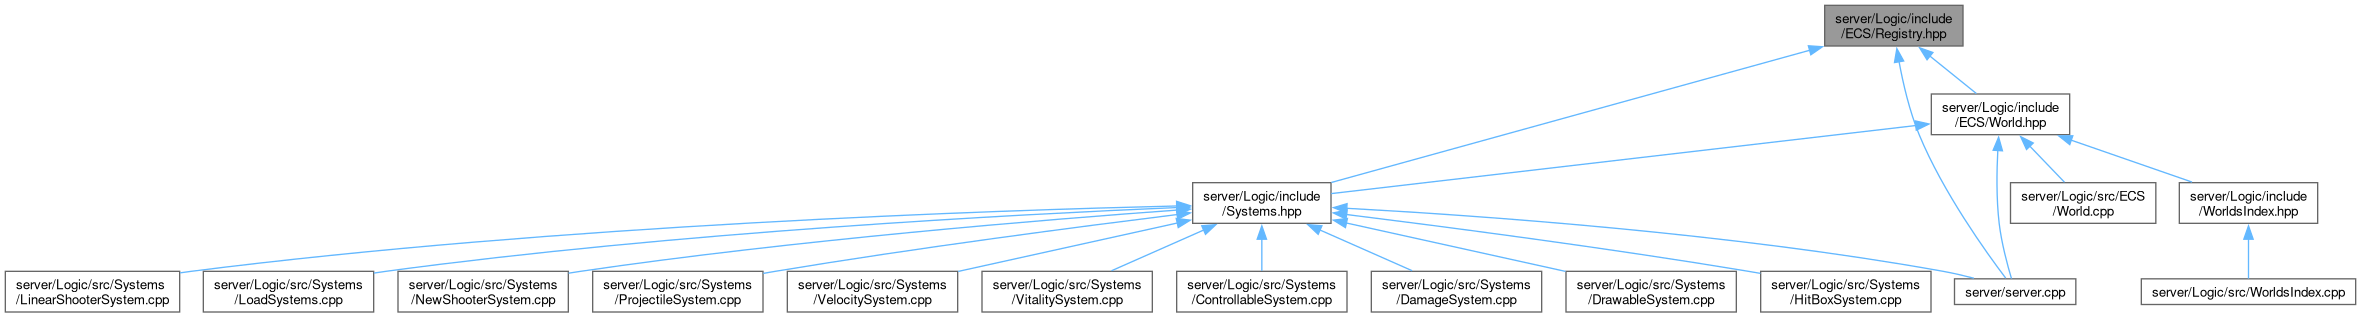 server/Logic/include
/ECS/Registry.hpp
server/Logic/include
/ECS/World.hpp
server/Logic/include
/Systems.hpp
server/Logic/src/ECS
/World.cpp
server/Logic/include
/WorldsIndex.hpp
server/Logic/src/Systems
/LinearShooterSystem.cpp
server/Logic/src/Systems
/LoadSystems.cpp
server/Logic/src/Systems
/NewShooterSystem.cpp
server/Logic/src/Systems
/ProjectileSystem.cpp
server/Logic/src/Systems
/VelocitySystem.cpp
server/Logic/src/Systems
/VitalitySystem.cpp
server/Logic/src/Systems
/ControllableSystem.cpp
server/Logic/src/Systems
/DamageSystem.cpp
server/Logic/src/Systems
/DrawableSystem.cpp
server/Logic/src/Systems
/HitBoxSystem.cpp
server/server.cpp
server/Logic/src/WorldsIndex.cpp